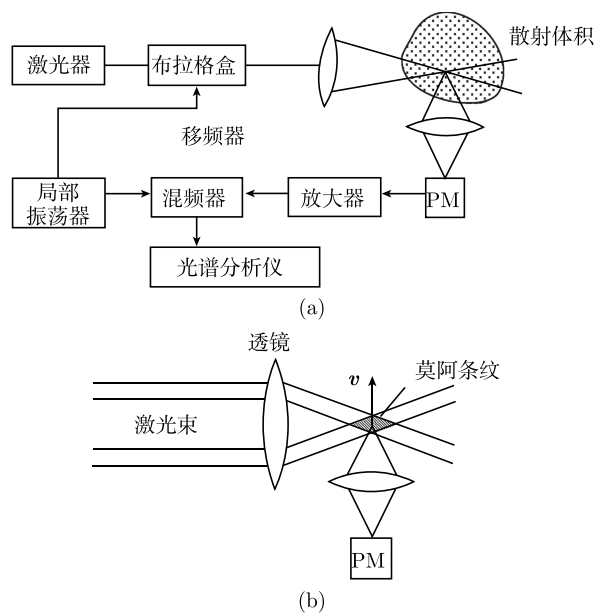 散射体积
激光器
布拉格盒
移频器
局部
振荡器
混频器
放大器
PM
光谱分析仪
(a)
透镜
莫阿条纹
v
激光束
PM
(b)